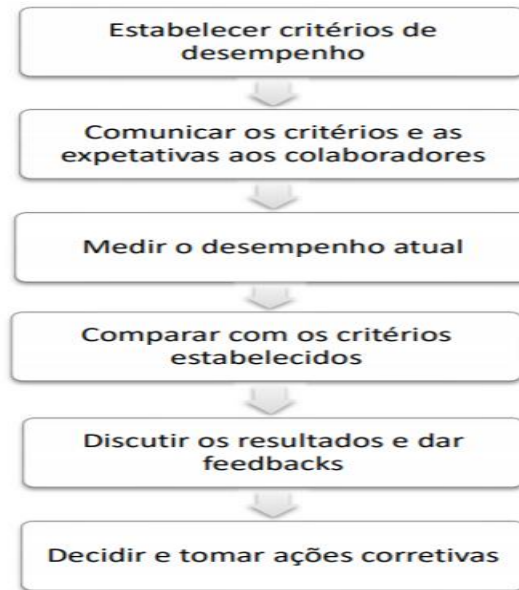 Estabelecer critérios de
desempenho
Comunicar os critérios e as
expetativas aos colaboradores
Medir o desempenho atual
Comparar com os critérios
estabelecidos
Discutir os resultados e dar
feedbacks
Decidir e tomar ações corretivas